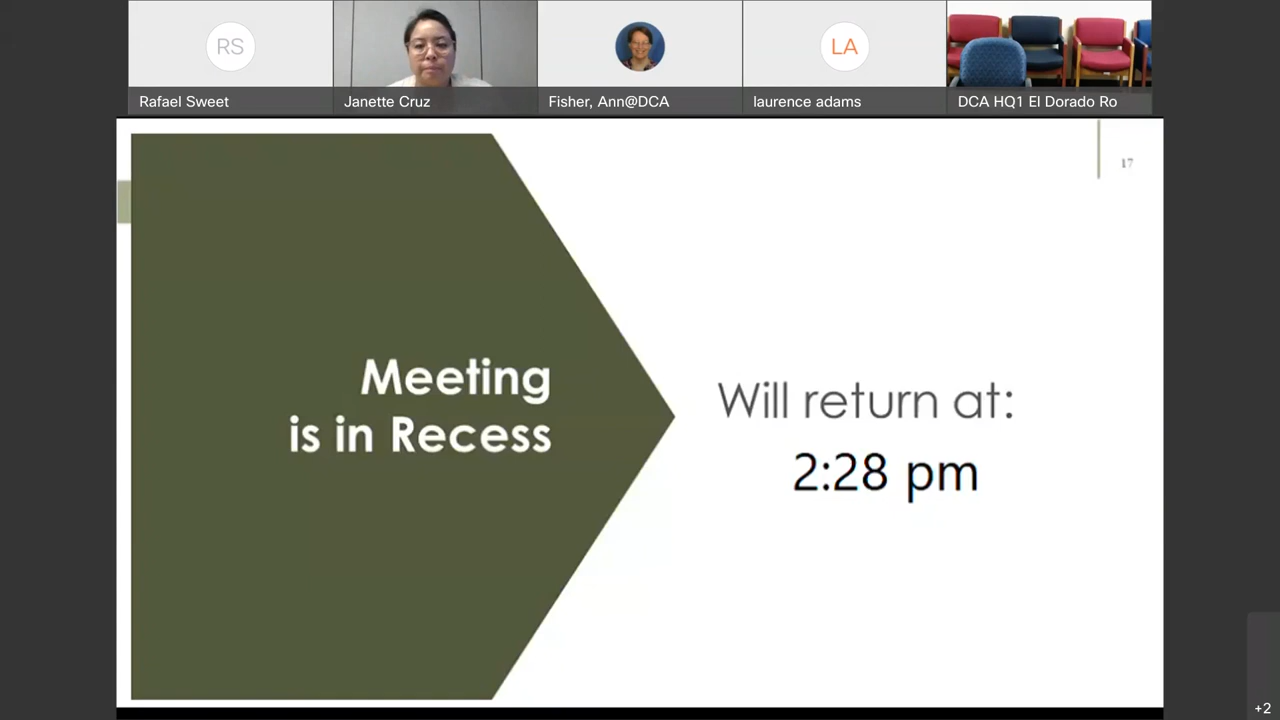 RS
LA
Rafael Sweet
Janette Cruz
Fisher, Ann@DCA
laurence adams
DCA HQ1 El Dorado Ro
17
Meeting
is in Recess
Will return at:
2:28 pm
+2